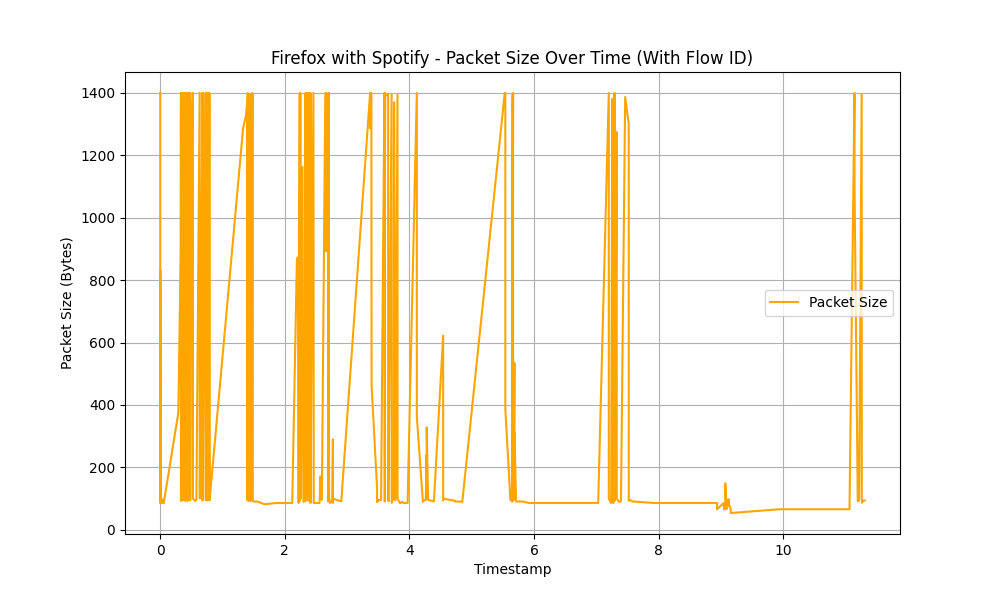 Firefox with Spotify - Packet Size Over Time (With Flow ID)
1400
1200
1000
800
600
400
200
0
Packet Size (Bytes)
Packet Size
0 2 4 6 8 10
Timestamp